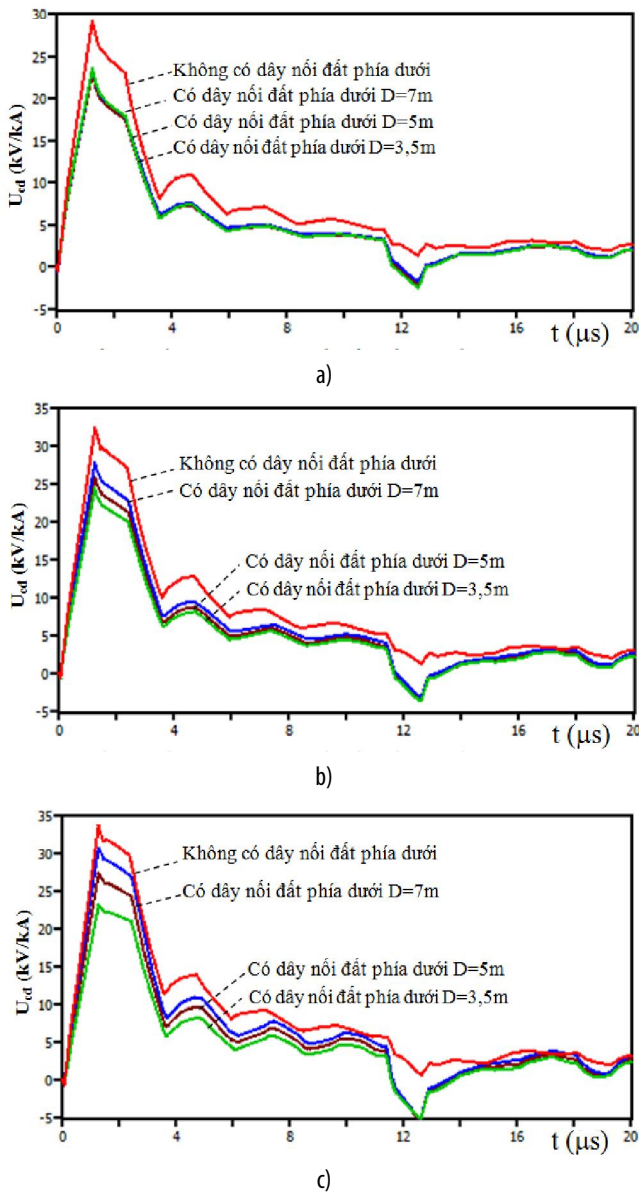 30
25
20
15
10
5
0
-5
U_cd (kV/kA)
Không có dây nối đất phía dưới
Có dây nối đất phía dưới D=7m
Có dây nối đất phía dưới D=5m
Có dây nối đất phía dưới D=3,5m
0 4 8 12 16 20
t (μs)
a)
35
30
25
20
15
10
5
0
-5
U_cd (kV/kA)
Không có dây nối đất phía dưới
Có dây nối đất phía dưới D=7m
Có dây nối đất phía dưới D=5m
Có dây nối đất phía dưới D=3,5m
0 4 8 12 16 20
t (μs)
b)
35
30
25
20
15
10
5
0
-5
U_cd (kV/kA)
Không có dây nối đất phía dưới
Có dây nối đất phía dưới D=7m
Có dây nối đất phía dưới D=5m
Có dây nối đất phía dưới D=3,5m
0 4 8 12 16 20
t (μs)
c)